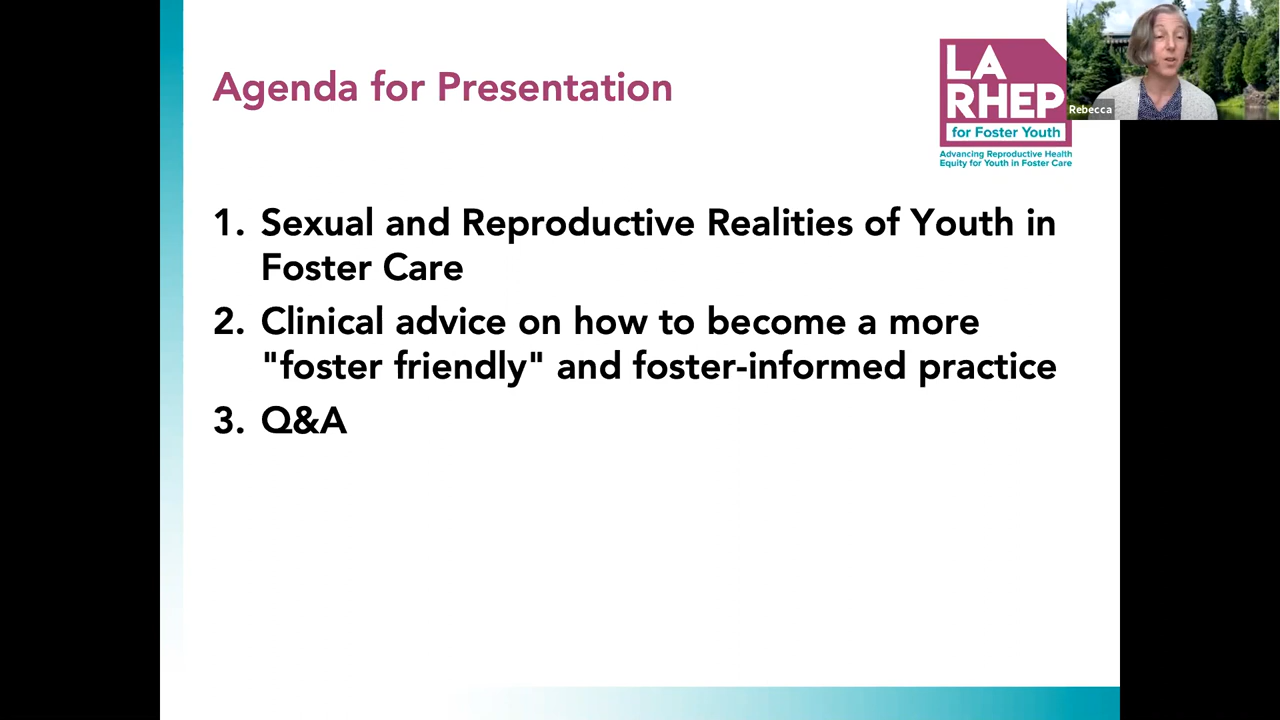 Agenda for Presentation
LA
RHEP
for Foster Youth
Advancing Reproductive Health
Equity for Youth in Foster Care
Rebecca
1. Sexual and Reproductive Realities of Youth in
Foster Care
2. Clinical advice on how to become a more
"foster friendly" and foster-informed practice
3. Q&A